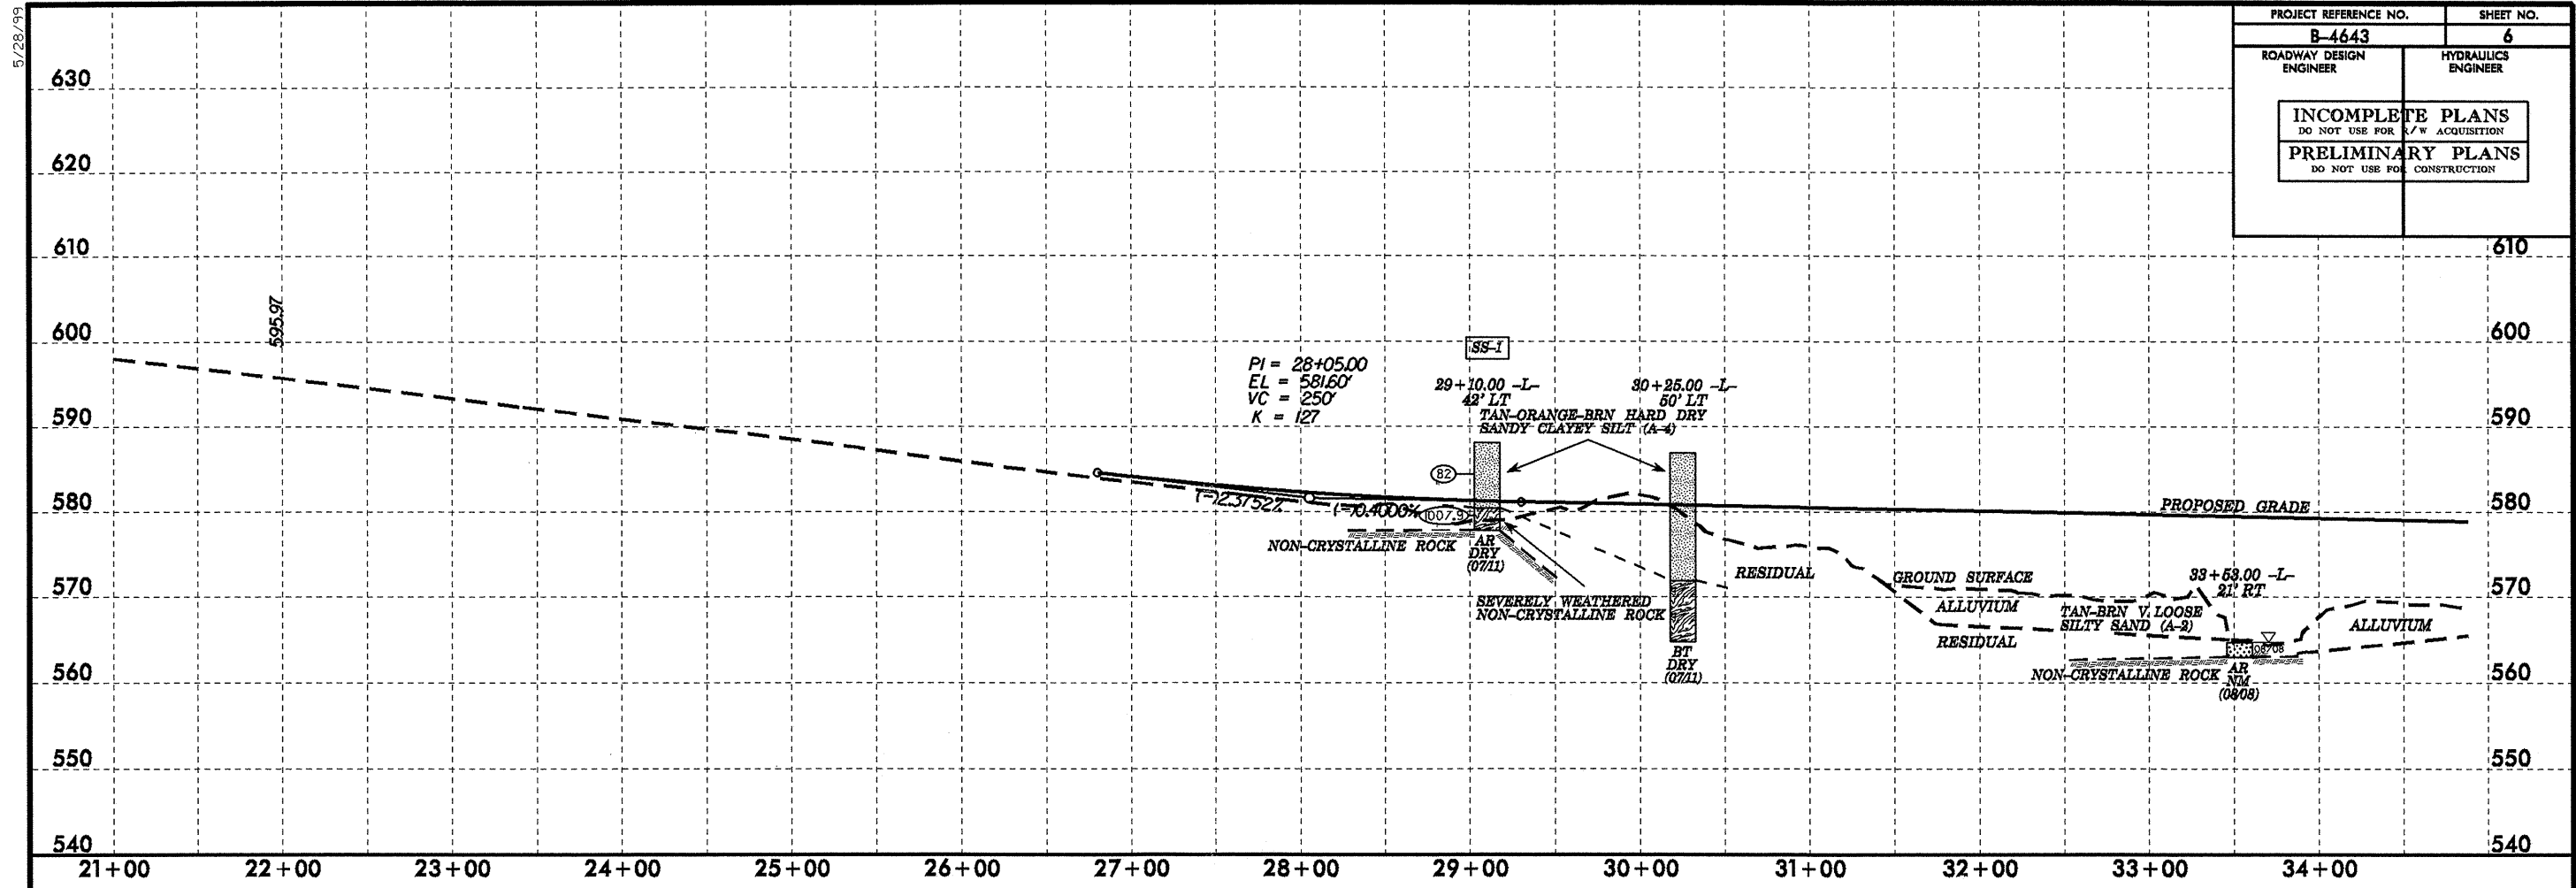 5/28/99
PROJECT REFERENCE NO.
SHEET NO.
B-4643
6
ROADWAY DESIGN
ENGINEER
HYDRAULICS
ENGINEER
INCOMPLETE PLANS
DO NOT USE FOR R/W ACQUISITION
PRELIMINARY PLANS
DO NOT USE FOR CONSTRUCTION
630
620
610
610
600
600
590
590
580
580
570
570
560
560
550
550
540
540
595.97
PI = 28+05.00
EL = 581.60'
VC = 250'
K = 127
SS-1
29+10.00 -L-
42' LT
30+25.00 -L-
50' LT
TAN-ORANGE-BRN HARD DRY
SANDY CLAYEY SILT (A-4)
82
(-)2.3752%
(-)0.4000%
100/.9
PROPOSED GRADE
NON-CRYSTALLINE ROCK
AR
DRY
(07/11)
SEVERELY WEATHERED
NON-CRYSTALLINE ROCK
RESIDUAL
BT
DRY
(07/11)
GROUND SURFACE
ALLUVIUM
RESIDUAL
TAN-BRN V. LOOSE
SILTY SAND (A-2)
33+53.00 -L-
21' RT
ALLUVIUM
08/08
NON-CRYSTALLINE ROCK
AR
NM
(08/08)
21+00 22+00 23+00 24+00 25+00 26+00 27+00 28+00 29+00 30+00 31+00 32+00 33+00 34+00